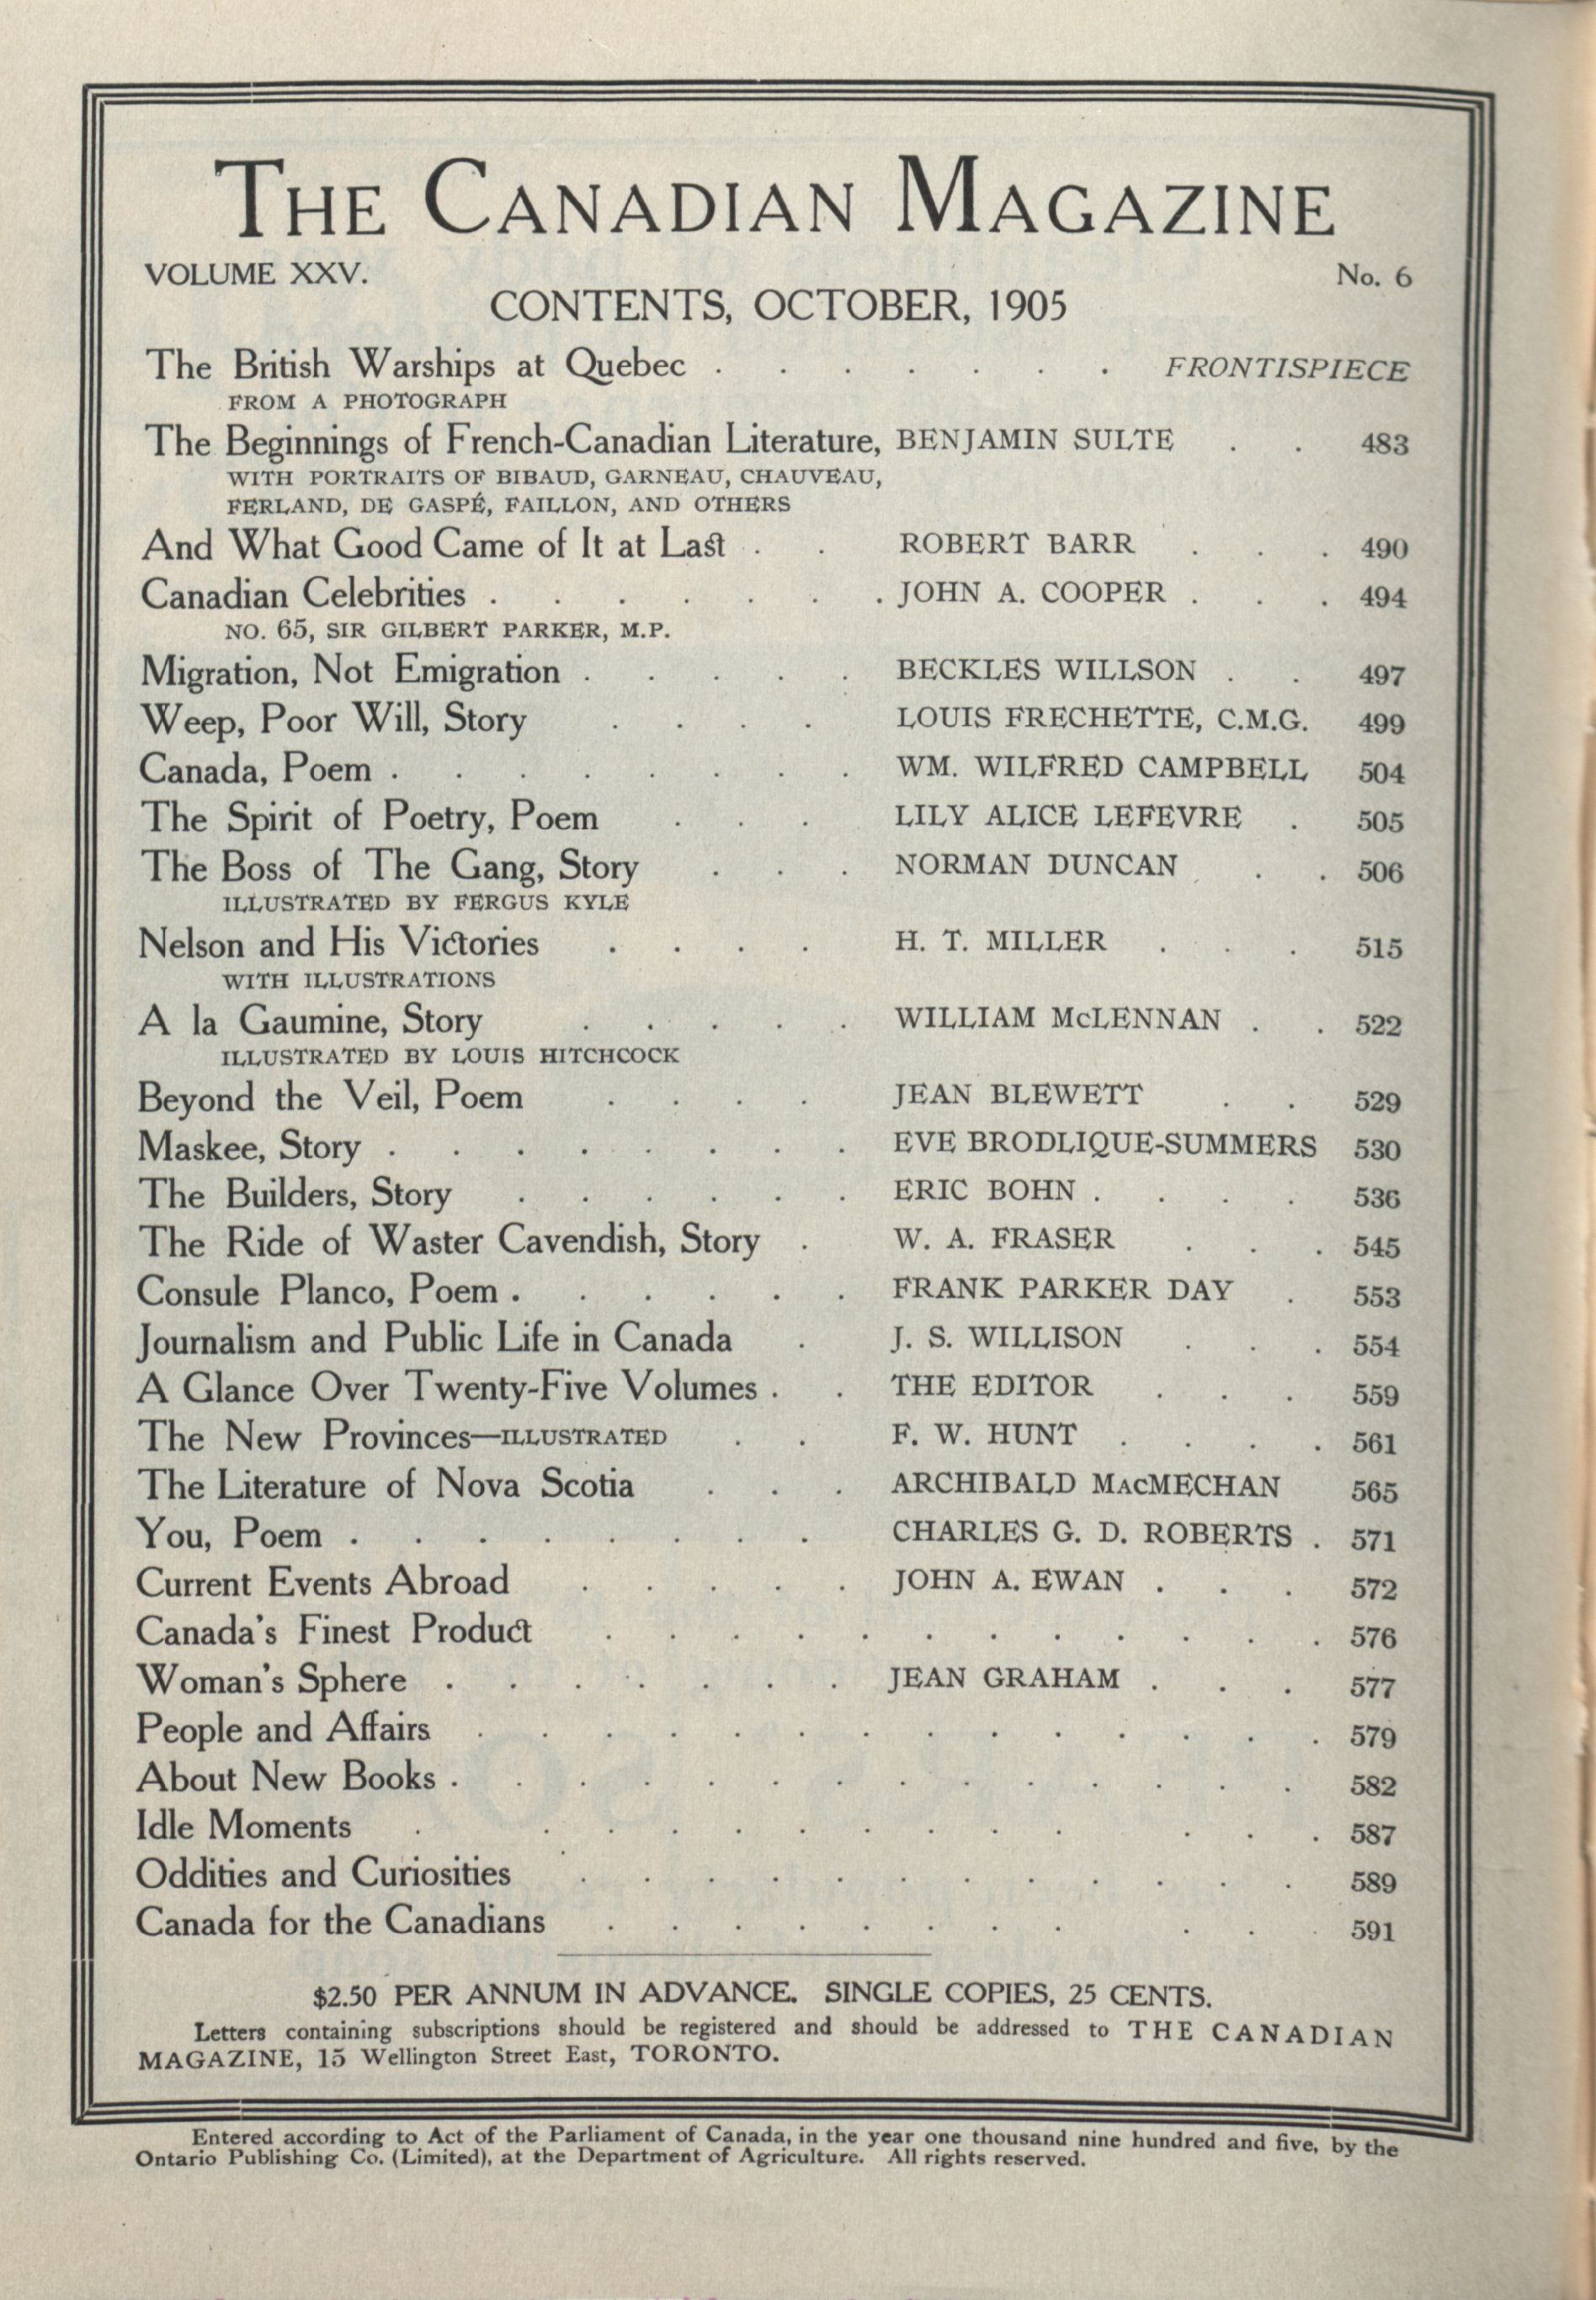 THE CANADIAN MAGAZINE
VOLUME XXV. No. 6
CONTENTS, OCTOBER, 1905
The British Warships at Quebec . . . . . . . FRONTISPIECE
FROM A PHOTOGRAPH
The Beginnings of French-Canadian Literature, BENJAMIN SULTE . . 483
WITH PORTRAITS OF BIBAUD, GARNEAU, CHAUVEAU,
FERLAND, DE GASPÉ, FAILLON, AND OTHERS
And What Good Came of It at Last . . ROBERT BARR . . . 490
Canadian Celebrities . . . . . . . JOHN A. COOPER . . . 494
NO. 65, SIR GILBERT PARKER, M.P.
Migration, Not Emigration . . . . . BECKLES WILLSON . . 497
Weep, Poor Will, Story . . . . LOUIS FRECHETTE, C.M.G. 499
Canada, Poem . . . . . . . . WM. WILFRED CAMPBELL 504
The Spirit of Poetry, Poem . . . LILY ALICE LEFEVRE . 505
The Boss of The Gang, Story . . . NORMAN DUNCAN . . 506
ILLUSTRATED BY FERGUS KYLE
Nelson and His Victories . . . . H. T. MILLER . . . 515
WITH ILLUSTRATIONS
A la Gaumine, Story . . . . . WILLIAM McLENNAN . . 522
ILLUSTRATED BY LOUIS HITCHCOCK
Beyond the Veil, Poem . . . . JEAN BLEWETT . . 529
Maskee, Story . . . . . . . . EVE BRODLIQUE-SUMMERS 530
The Builders, Story . . . . . . ERIC BOHN . . . . 536
The Ride of Waster Cavendish, Story . W. A. FRASER . . . 545
Consule Planco, Poem . . . . . . FRANK PARKER DAY . 553
Journalism and Public Life in Canada . J. S. WILLISON . . . 554
A Glance Over Twenty-Five Volumes . . THE EDITOR . . . 559
The New Provinces—ILLUSTRATED . . F. W. HUNT . . . . 561
The Literature of Nova Scotia . . . ARCHIBALD MacMECHAN 565
You, Poem . . . . . . . . CHARLES G. D. ROBERTS . 571
Current Events Abroad . . . . . JOHN A. EWAN . . . 572
Canada's Finest Product . . . . . . . . . . . . 576
Woman's Sphere . . . . . . . JEAN GRAHAM . . . 577
People and Affairs . . . . . . . . . . . . . . 579
About New Books . . . . . . . . . . . . . . 582
Idle Moments . . . . . . . . . . . . . 587
Oddities and Curiosities . . . . . . . . . . . . 589
Canada for the Canadians . . . . . . . . . . . 591
$2.50 PER ANNUM IN ADVANCE. SINGLE COPIES, 25 CENTS.
Letters containing subscriptions should be registered and should be addressed to THE CANADIAN
MAGAZINE, 15 Wellington Street East, TORONTO.
Entered according to Act of the Parliament of Canada, in the year one thousand nine hundred and five, by the
Ontario Publishing Co. (Limited), at the Department of Agriculture. All rights reserved.